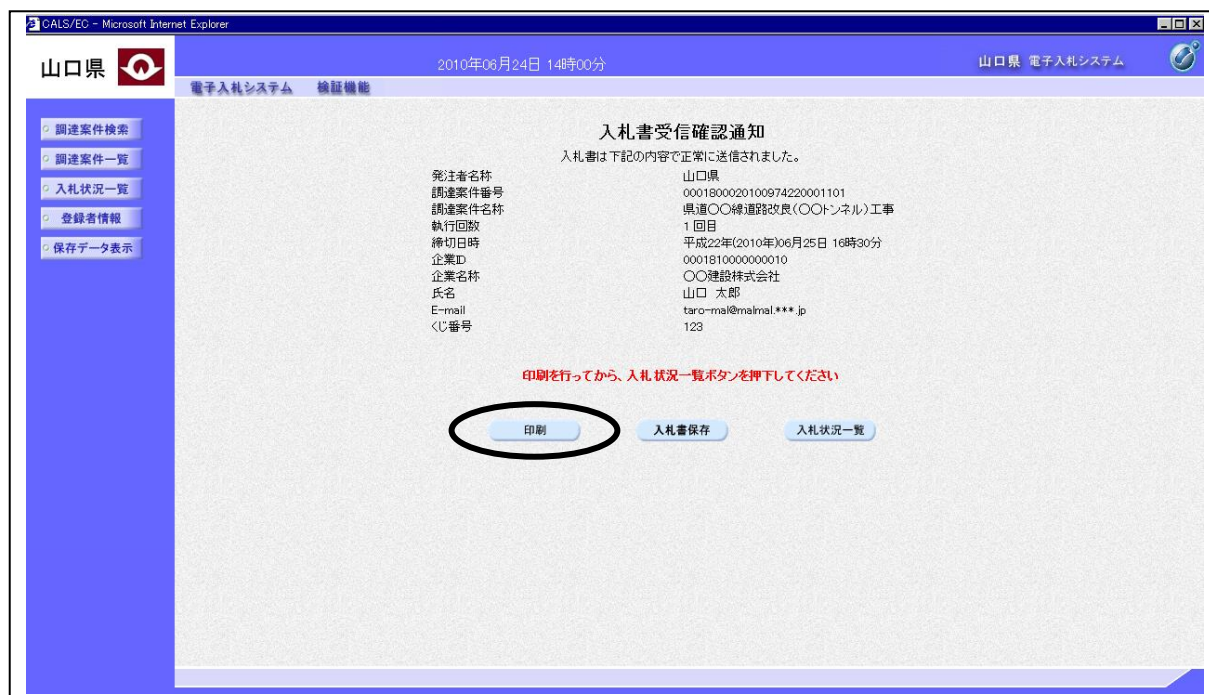 CALS/EC - Microsoft Internet Explorer
山口県
2010年06月24日 14時00分
山口県 電子入札システム
電子入札システム 検証機能
調達案件検索
調達案件一覧
入札状況一覧
登録者情報
保存データ表示
入札書受信確認通知
入札書は下記の内容で正常に送信されました。
発注者名称 山口県
調達案件番号 0001800020100974220001101
調達案件名称 県道〇〇線道路改良(〇〇トンネル)工事
執行回数 1回目
締切日時 平成22年(2010年)06月25日 16時30分
企業ID 0001810000000010
企業名称 〇〇建設株式会社
氏名 山口 太郎
E-mail taro-mal@malmal.***.jp
くじ番号 123
印刷を行ってから、入札状況一覧ボタンを押下してください
印刷 入札書保存 入札状況一覧